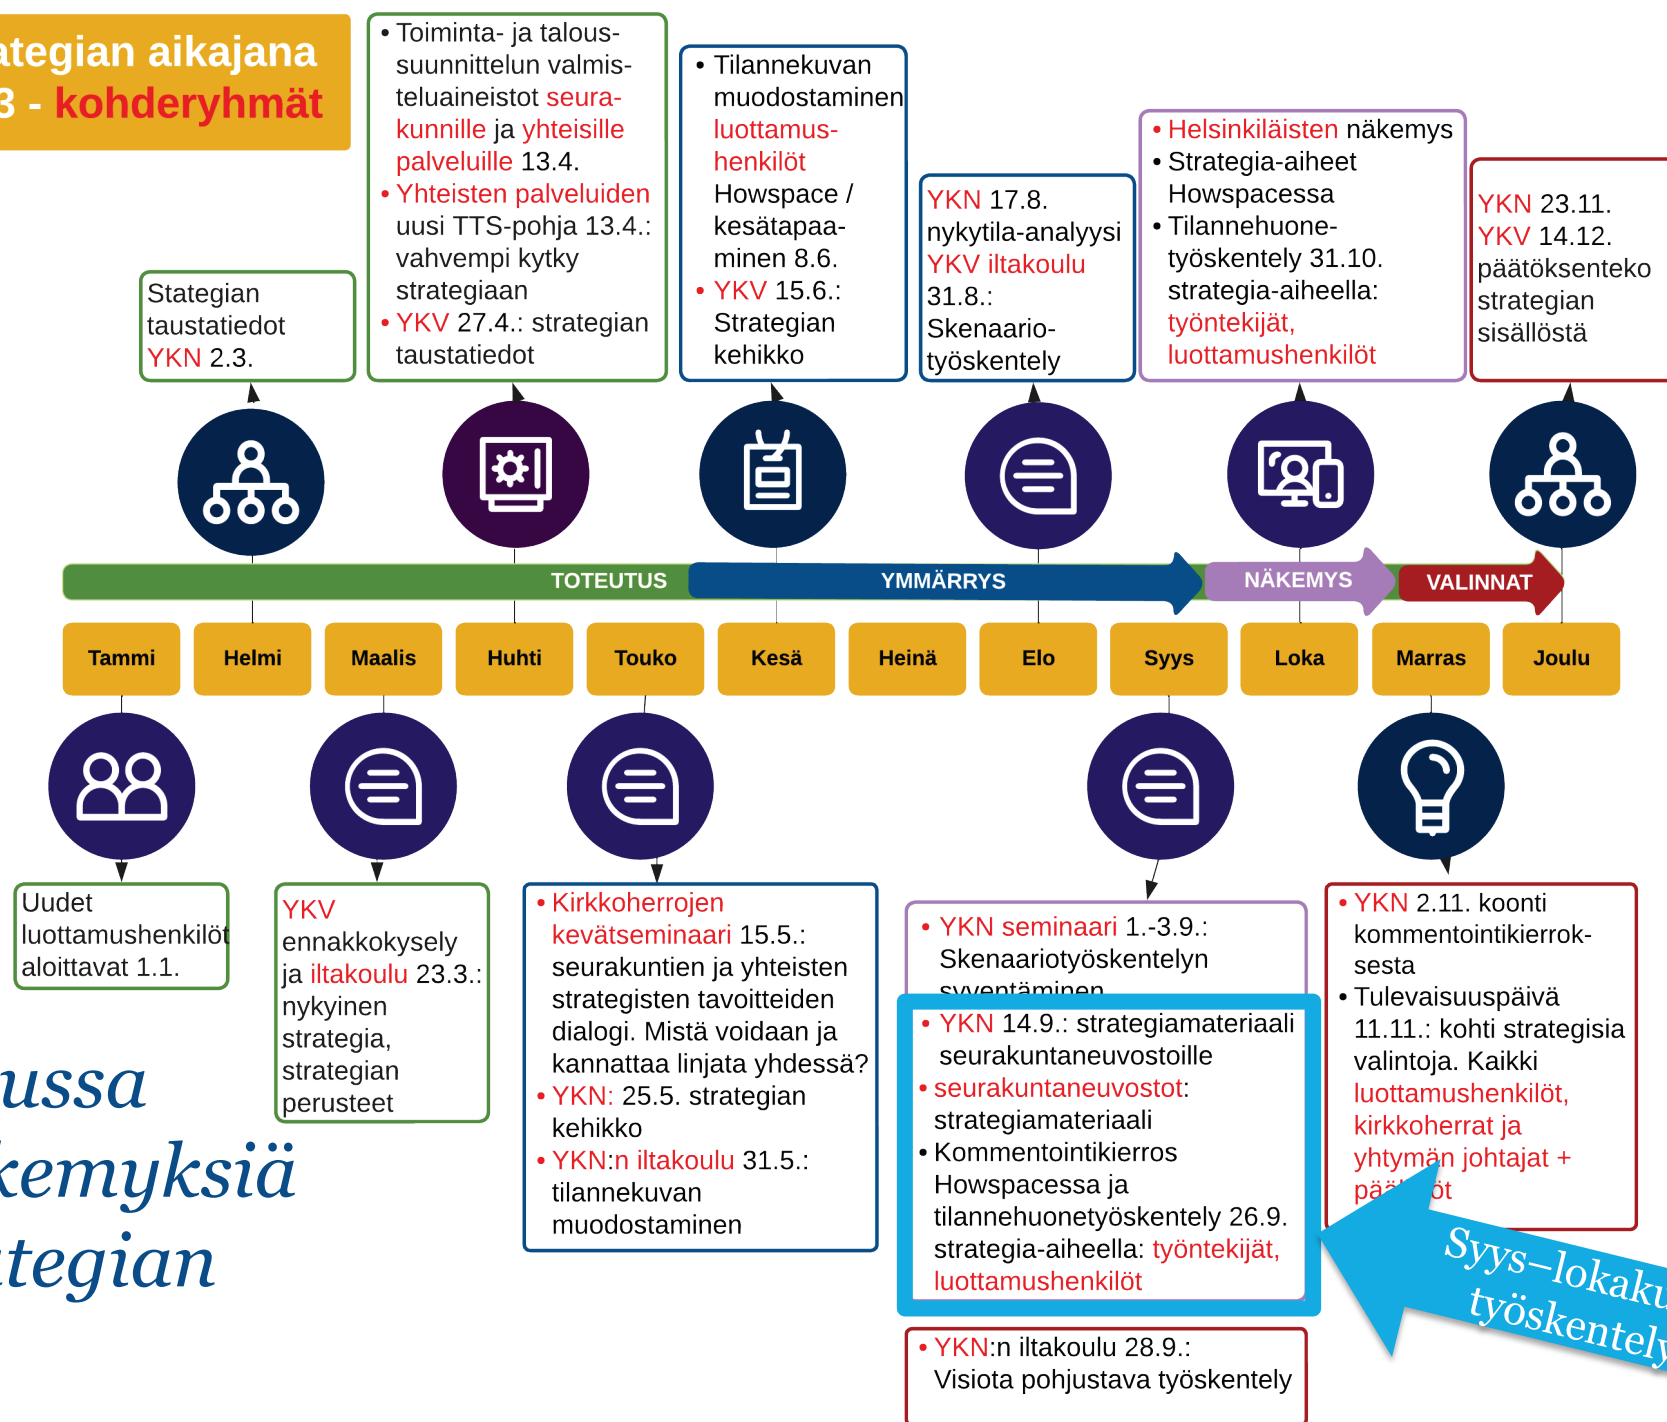 ategian aikajana
3 - kohderyhmät
• Toiminta- ja talous-
suunnittelun valmis-
teluaineistot seura-
kunnille ja yhteisille
palveluille 13.4.
• Yhteisten palveluiden
uusi TTS-pohja 13.4.:
vahvempi kytky
strategiaan
• YKV 27.4.: strategian
taustatiedot
• Tilannekuvan
muodostaminen
luottamus-
henkilöt
Howspace /
kesätapaa-
minen 8.6.
• YKV 15.6.:
Strategian
kehikko
• Helsinkiläisten näkemys
• Strategia-aiheet
Howspacessa
• Tilannehuone-
työskentely 31.10.
strategia-aiheella:
työntekijät,
luottamushenkilöt
YKN 17.8.
nykytila-analyysi
YKV iltakoulu
31.8.:
Skenaario-
työskentely
YKN 23.11.
YKV 14.12.
päätöksenteko
strategian
sisällöstä
Stategian
taustatiedot
YKN 2.3.
TOTEUTUS
YMMÄRRYS
NÄKEMYS
VALINNAT
Tammi
Helmi
Maalis
Huhti
Touko
Kesä
Heinä
Elo
Syys
Loka
Marras
Joulu
Uudet
luottamushenkilöt
aloittavat 1.1.
YKV
ennakkokysely
ja iltakoulu 23.3.:
nykyinen
strategia,
strategian
perusteet
• Kirkkoherrojen
kevätseminaari 15.5.:
seurakuntien ja yhteisten
strategisten tavoitteiden
dialogi. Mistä voidaan ja
kannattaa linjata yhdessä?
• YKN: 25.5. strategian
kehikko
• YKN:n iltakoulu 31.5.:
tilannekuvan
muodostaminen
• YKN seminaari 1.-3.9.:
Skenaariotyöskentelyn
syventäminen
• YKN 14.9.: strategiamateriaali
seurakuntaneuvostoille
• seurakuntaneuvostot:
strategiamateriaali
• Kommentointikierros
Howspacessa ja
tilannehuonetyöskentely 26.9.
strategia-aiheella: työntekijät,
luottamushenkilöt
• YKN:n iltakoulu 28.9.:
Visiota pohjustava työskentely
• YKN 2.11. koonti
kommentointikierrok-
sesta
• Tulevaisuuspäivä
11.11.: kohti strategisia
valintoja. Kaikki
luottamushenkilöt,
kirkkoherrat ja
yhtymän johtajat +
ussa
kemyksiä
ategian
Syys–lokaku
työskentely